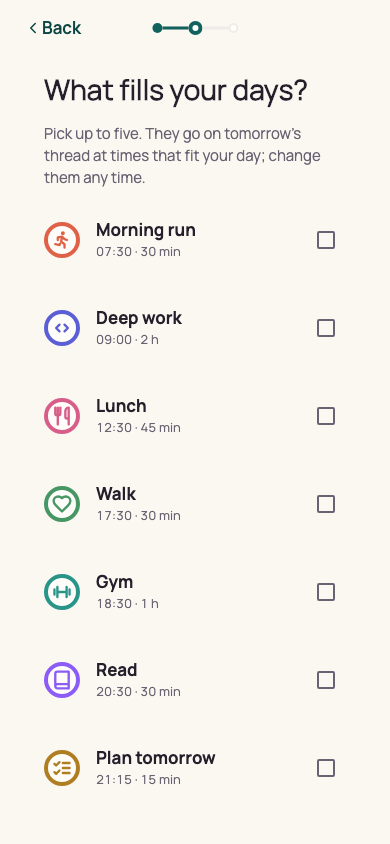 Back
What fills your days?
Pick up to five. They go on tomorrow's
thread at times that fit your day; change
them any time.
Morning run
07:30 · 30 min
Deep work
09:00 · 2 h
Lunch
12:30 · 45 min
Walk
17:30 · 30 min
Gym
18:30 · 1 h
Read
20:30 · 30 min
Plan tomorrow
21:15 · 15 min